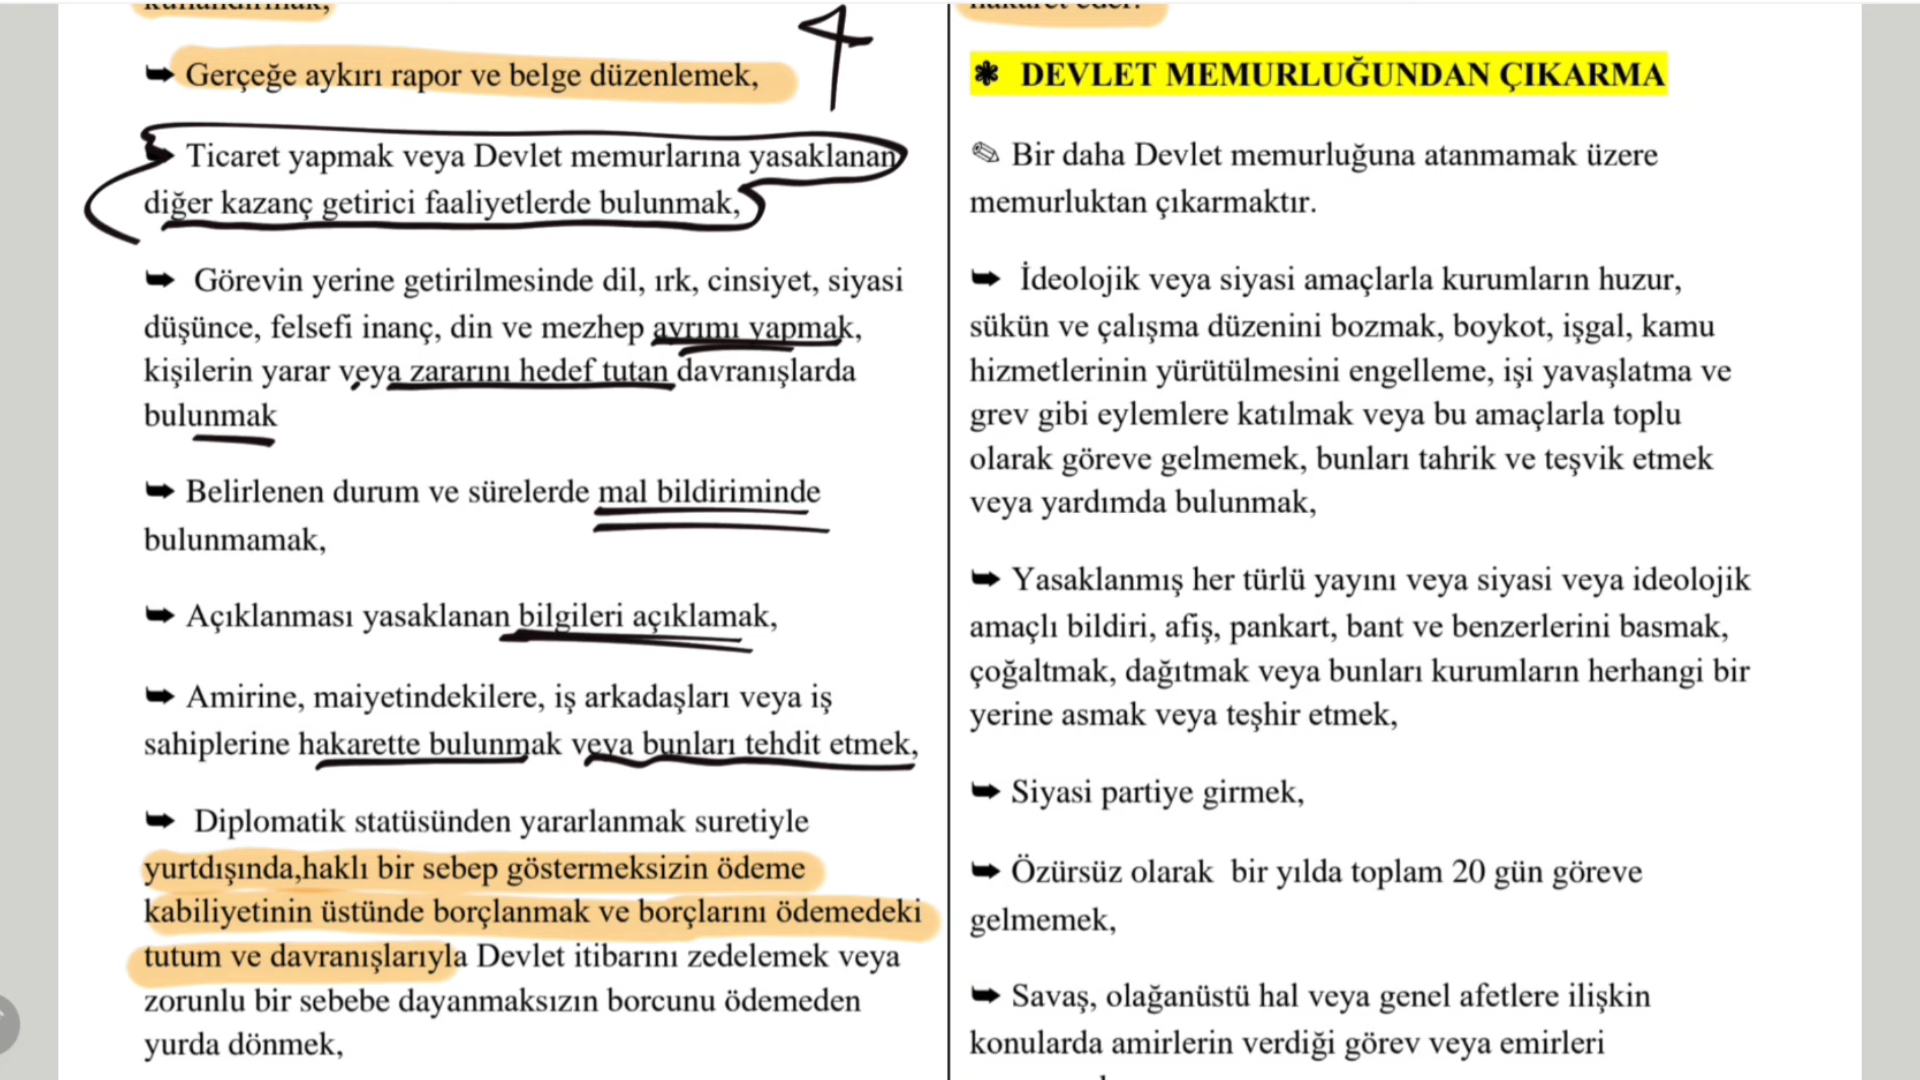 kullandırmak,
➥ Gerçeğe aykırı rapor ve belge düzenlemek,
4
➥ Ticaret yapmak veya Devlet memurlarına yasaklanan
diğer kazanç getirici faaliyetlerde bulunmak,
➥ Görevin yerine getirilmesinde dil, ırk, cinsiyet, siyasi
düşünce, felsefi inanç, din ve mezhep ayrımı yapmak,
kişilerin yarar veya zararını hedef tutan davranışlarda
bulunmak
➥ Belirlenen durum ve sürelerde mal bildiriminde
bulunmamak,
➥ Açıklanması yasaklanan bilgileri açıklamak,
➥ Amirine, maiyetindekilere, iş arkadaşları veya iş
sahiplerine hakarette bulunmak veya bunları tehdit etmek,
➥ Diplomatik statüsünden yararlanmak suretiyle
yurtdışında,haklı bir sebep göstermeksizin ödeme
kabiliyetinin üstünde borçlanmak ve borçlarını ödemedeki
tutum ve davranışlarıyla Devlet itibarını zedelemek veya
zorunlu bir sebebe dayanmaksızın borcunu ödemeden
yurda dönmek,
hakaret eder.
❃ DEVLET MEMURLUĞUNDAN ÇIKARMA
✎ Bir daha Devlet memurluğuna atanmamak üzere
memurluktan çıkarmaktır.
➥ İdeolojik veya siyasi amaçlarla kurumların huzur,
sükün ve çalışma düzenini bozmak, boykot, işgal, kamu
hizmetlerinin yürütülmesini engelleme, işi yavaşlatma ve
grev gibi eylemlere katılmak veya bu amaçlarla toplu
olarak göreve gelmemek, bunları tahrik ve teşvik etmek
veya yardımda bulunmak,
➥ Yasaklanmış her türlü yayını veya siyasi veya ideolojik
amaçlı bildiri, afiş, pankart, bant ve benzerlerini basmak,
çoğaltmak, dağıtmak veya bunları kurumların herhangi bir
yerine asmak veya teşhir etmek,
➥ Siyasi partiye girmek,
➥ Özürsüz olarak bir yılda toplam 20 gün göreve
gelmemek,
➥ Savaş, olağanüstü hal veya genel afetlere ilişkin
konularda amirlerin verdiği görev veya emirleri